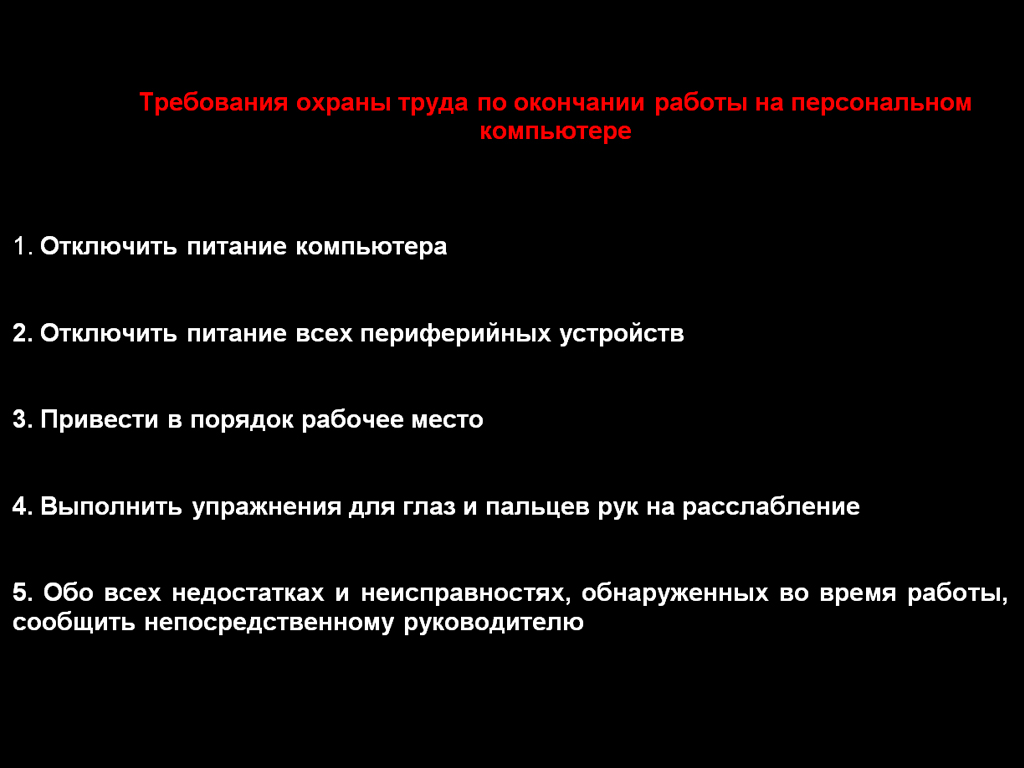 Требования охраны труда по окончании работы на персональном
компьютере
1. Отключить питание компьютера
2. Отключить питание всех периферийных устройств
3. Привести в порядок рабочее место
4. Выполнить упражнения для глаз и пальцев рук на расслабление
5. Обо всех недостатках и неисправностях, обнаруженных во время работы,
сообщить непосредственному руководителю